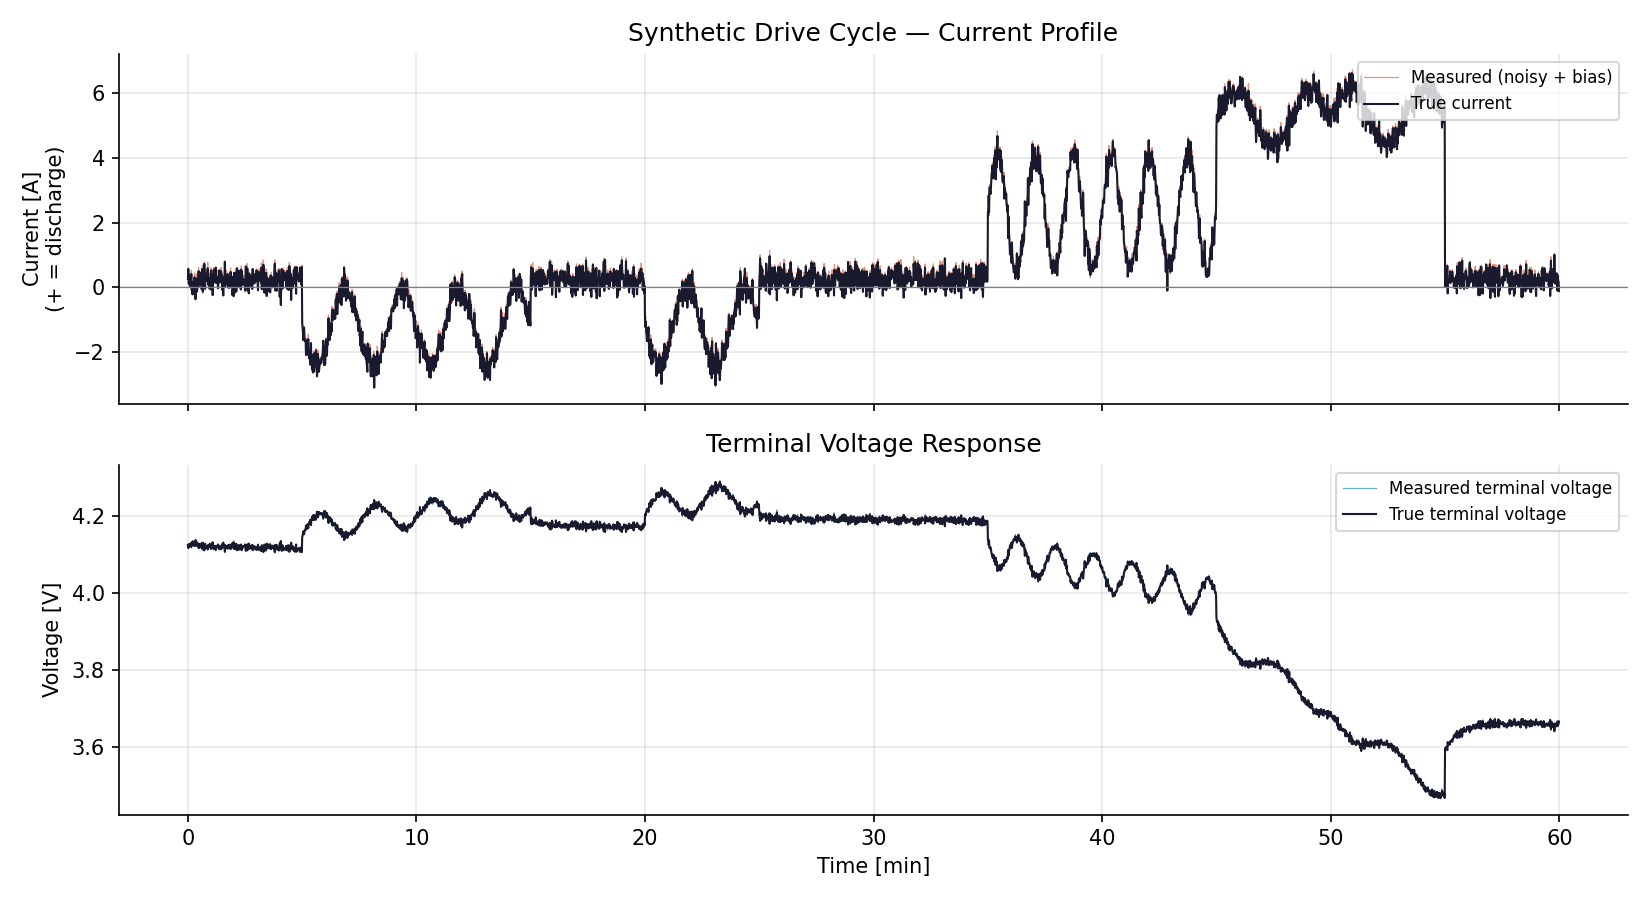 Synthetic Drive Cycle — Current Profile
Current [A]
(+ = discharge)
6
4
2
0
−2
Measured (noisy + bias)
True current
Terminal Voltage Response
Voltage [V]
4.2
4.0
3.8
3.6
Measured terminal voltage
True terminal voltage
0 10 20 30 40 50 60
Time [min]